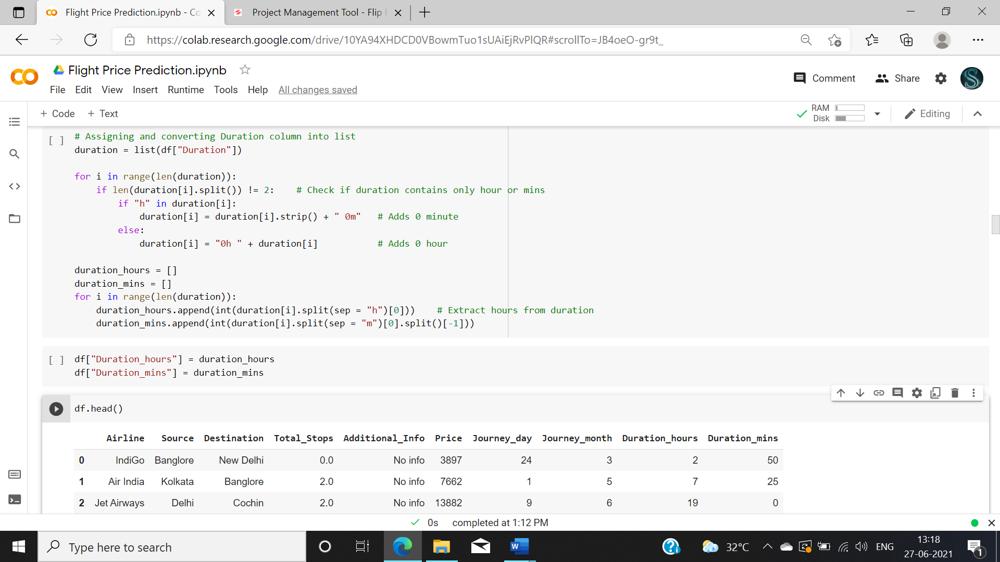 Flight Price Prediction.ipynb - Co
Project Management Tool - Flip
https://colab.research.google.com/drive/10YA94XHDCD0VBowmTuo1sUAiEjRvPlQR#scrollTo=JB4oeO-gr9t_
Flight Price Prediction.ipynb
Comment
Share
File Edit View Insert Runtime Tools Help All changes saved
+ Code + Text
RAM
Disk
Editing
[ ] # Assigning and converting Duration column into list
duration = list(df["Duration"])
for i in range(len(duration)):
    if len(duration[i].split()) != 2:    # Check if duration contains only hour or mins
        if "h" in duration[i]:
            duration[i] = duration[i].strip() + " 0m"   # Adds 0 minute
        else:
            duration[i] = "0h " + duration[i]           # Adds 0 hour
duration_hours = []
duration_mins = []
for i in range(len(duration)):
    duration_hours.append(int(duration[i].split(sep = "h")[0]))    # Extract hours from duration
    duration_mins.append(int(duration[i].split(sep = "m")[0].split()[-1]))
[ ] df["Duration_hours"] = duration_hours
df["Duration_mins"] = duration_mins
df.head()
Airline Source Destination Total_Stops Additional_Info Price Journey_day Journey_month Duration_hours Duration_mins
0 IndiGo Banglore New Delhi 0.0 No info 3897 24 3 2 50
1 Air India Kolkata Banglore 2.0 No info 7662 1 5 7 25
2 Jet Airways Delhi Cochin 2.0 No info 13882 9 6 19 0
0s completed at 1:12 PM
Type here to search
32°C
ENG
13:18
27-06-2021
1